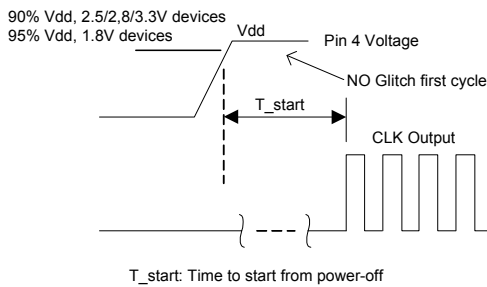 90% Vdd, 2.5/2,8/3.3V devices
95% Vdd, 1.8V devices
Vdd
Pin 4 Voltage
NO Glitch first cycle
T_start
CLK Output
T_start: Time to start from power-off